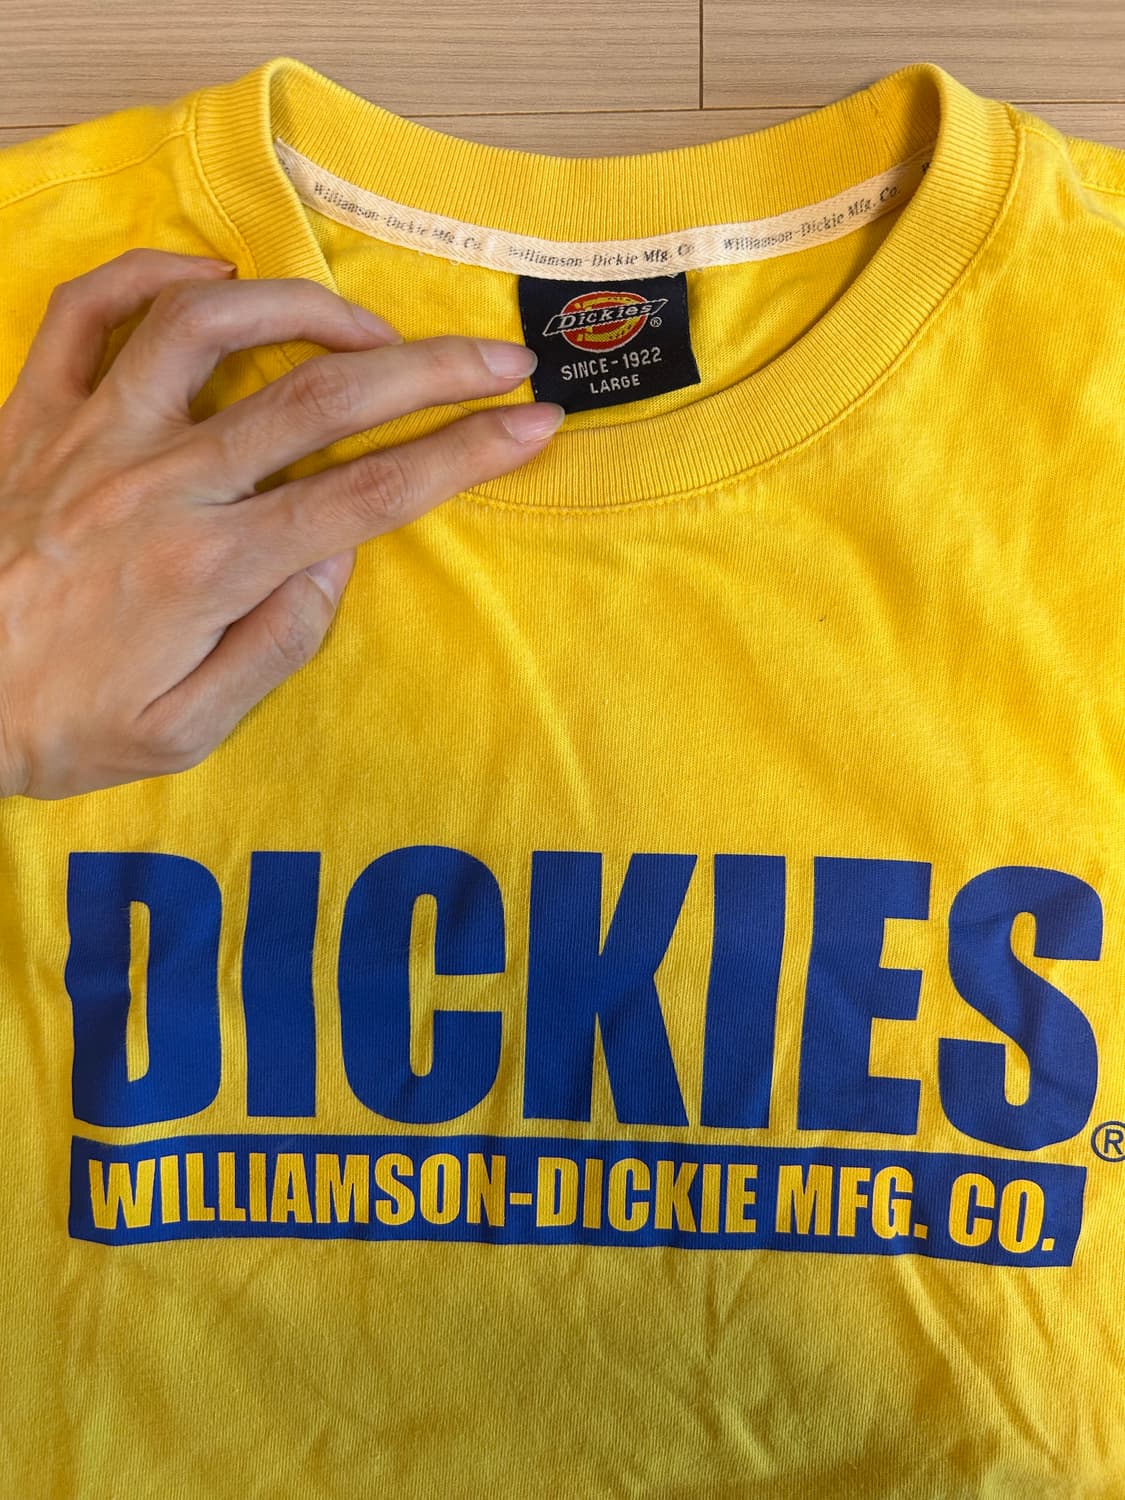 Williamson-Dickie Mfg. Co. Williamson-Dickie Mfg. Co Williamson-Dickie Mfg. Co.
Dickies®
SINCE-1922
LARGE
DICKIES®
WILLIAMSON-DICKIE MFG. CO.